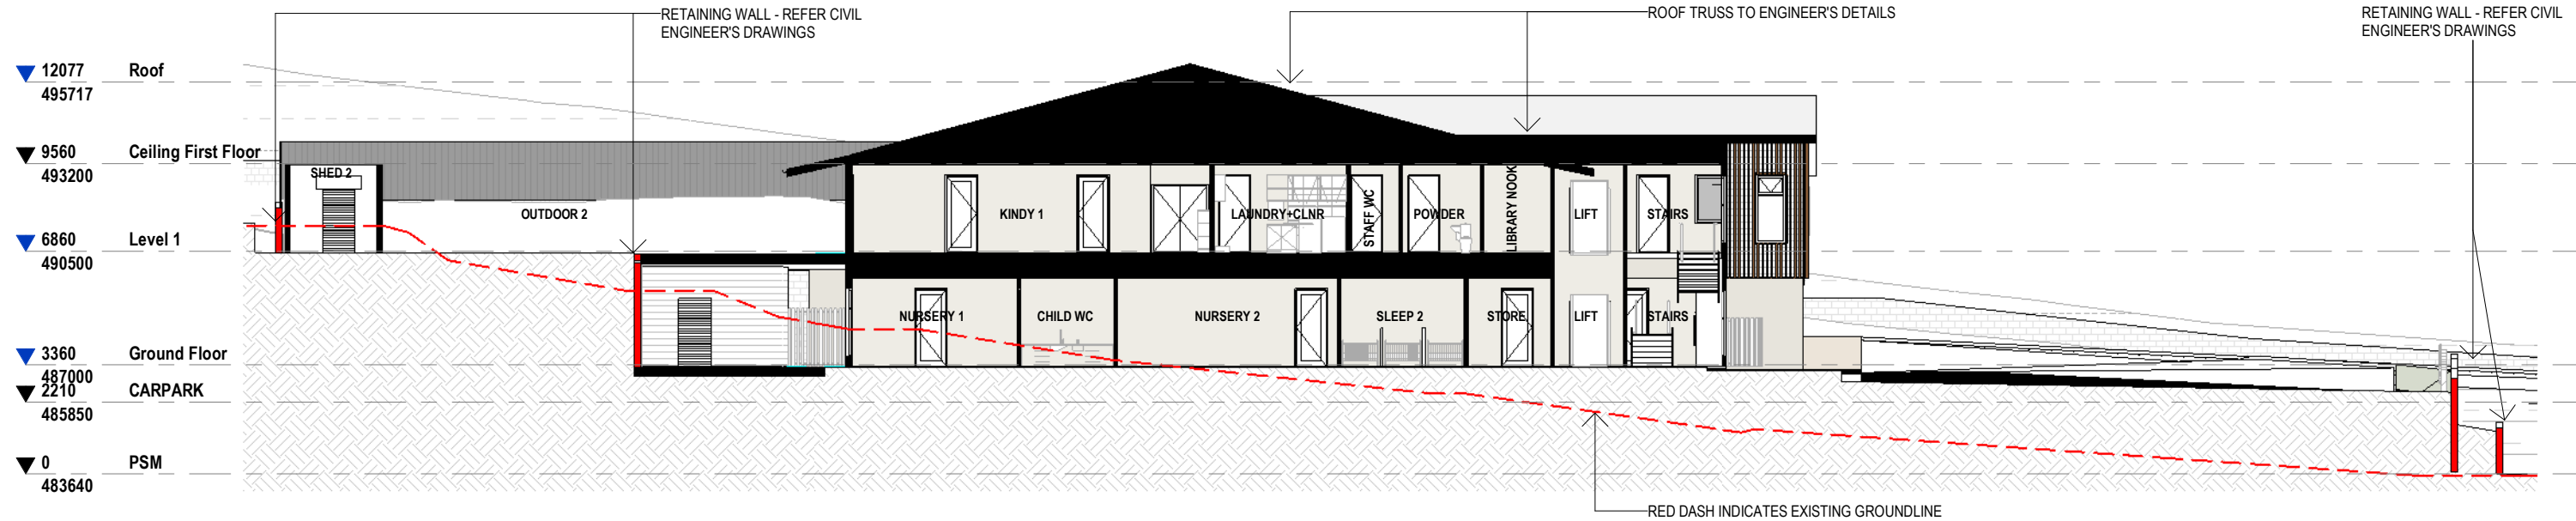 RETAINING WALL - REFER CIVIL
ENGINEER'S DRAWINGS
ROOF TRUSS TO ENGINEER'S DETAILS
RETAINING WALL - REFER CIVIL
ENGINEER'S DRAWINGS
12077 Roof
495717
9560 Ceiling First Floor
493200
SHED 2
OUTDOOR 2
KINDY 1
LAUNDRY+CLNR
STAFF WC
POWDER
LIBRARY NOOK
LIFT
STAIRS
6860 Level 1
490500
NURSERY 1
CHILD WC
NURSERY 2
SLEEP 2
STORE
LIFT
STAIRS
3360 Ground Floor
487000
2210 CARPARK
485850
0 PSM
483640
RED DASH INDICATES EXISTING GROUNDLINE